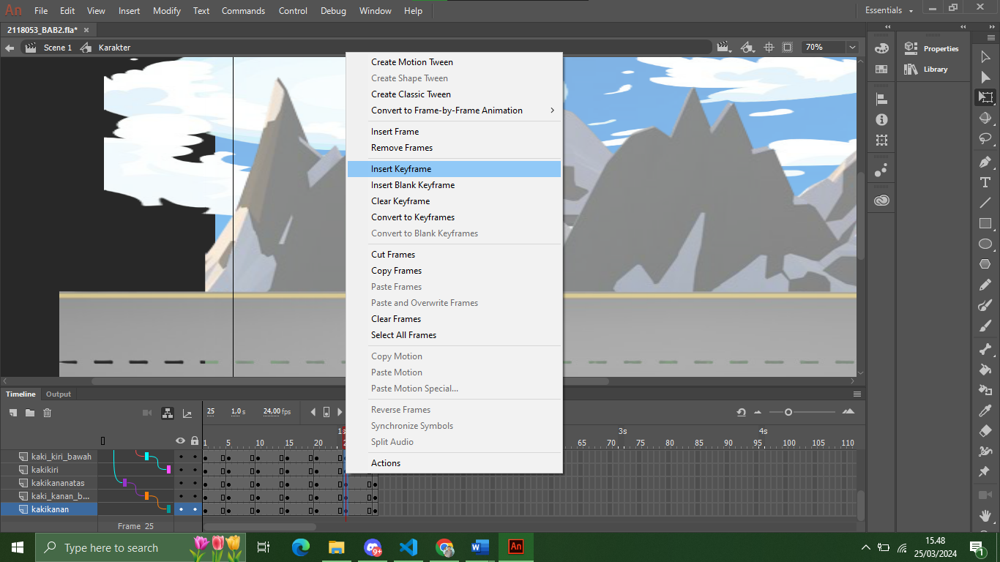 An File Edit View Insert Modify Text Commands Control Debug Window Help Essentials
2118053_BAB2.fla*
Scene 1 Karakter 70%
Properties
Library
Create Motion Tween
Create Shape Tween
Create Classic Tween
Convert to Frame-by-Frame Animation
Insert Frame
Remove Frames
Insert Keyframe
Insert Blank Keyframe
Clear Keyframe
Convert to Keyframes
Convert to Blank Keyframes
Cut Frames
Copy Frames
Paste Frames
Paste and Overwrite Frames
Clear Frames
Select All Frames
Copy Motion
Paste Motion
Paste Motion Special...
Reverse Frames
Synchronize Symbols
Split Audio
Actions
Timeline Output
25 1,0 s 24,00 fps
1s 3s 4s
1 5 10 15 20 65 70 75 80 85 90 95 100 105 110
kaki_kiri_bawah
kakikiri
kakikananatas
kaki_kanan_b...
kakikanan
Frame 25
Type here to search
9+
An
15.48
25/03/2024
1